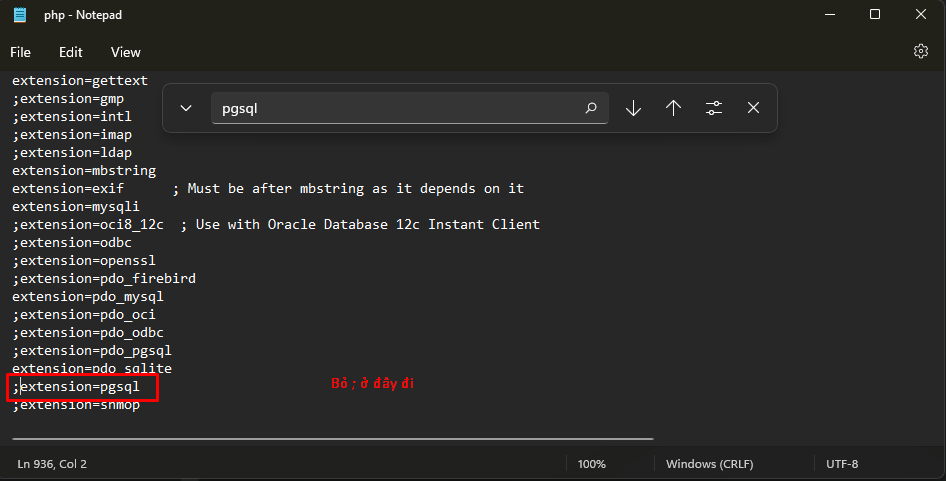 php - Notepad
File Edit View
pgsql
extension=gettext
;extension=gmp
;extension=intl
;extension=imap
;extension=ldap
extension=mbstring
extension=exif      ; Must be after mbstring as it depends on it
extension=mysqli
;extension=oci8_12c  ; Use with Oracle Database 12c Instant Client
;extension=odbc
;extension=openssl
;extension=pdo_firebird
extension=pdo_mysql
;extension=pdo_oci
;extension=pdo_odbc
;extension=pdo_pgsql
extension=pdo_sqlite
;extension=pgsql
Bỏ ; ở đây đi
;extension=shmop
Ln 936, Col 2
100%
Windows (CRLF)
UTF-8